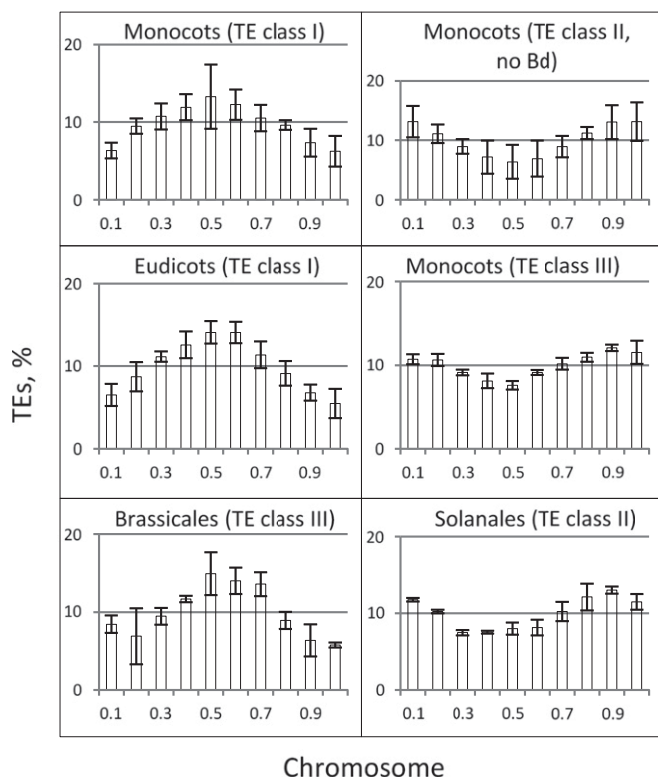 TEs, %
Monocots (TE class I)
20
10
0
0.1 0.3 0.5 0.7 0.9
Monocots (TE class II,
no Bd)
20
10
0
0.1 0.3 0.5 0.7 0.9
Eudicots (TE class I)
20
10
0
0.1 0.3 0.5 0.7 0.9
Monocots (TE class III)
20
10
0
0.1 0.3 0.5 0.7 0.9
Brassicales (TE class III)
20
10
0
0.1 0.3 0.5 0.7 0.9
Solanales (TE class II)
20
10
0
0.1 0.3 0.5 0.7 0.9
Chromosome